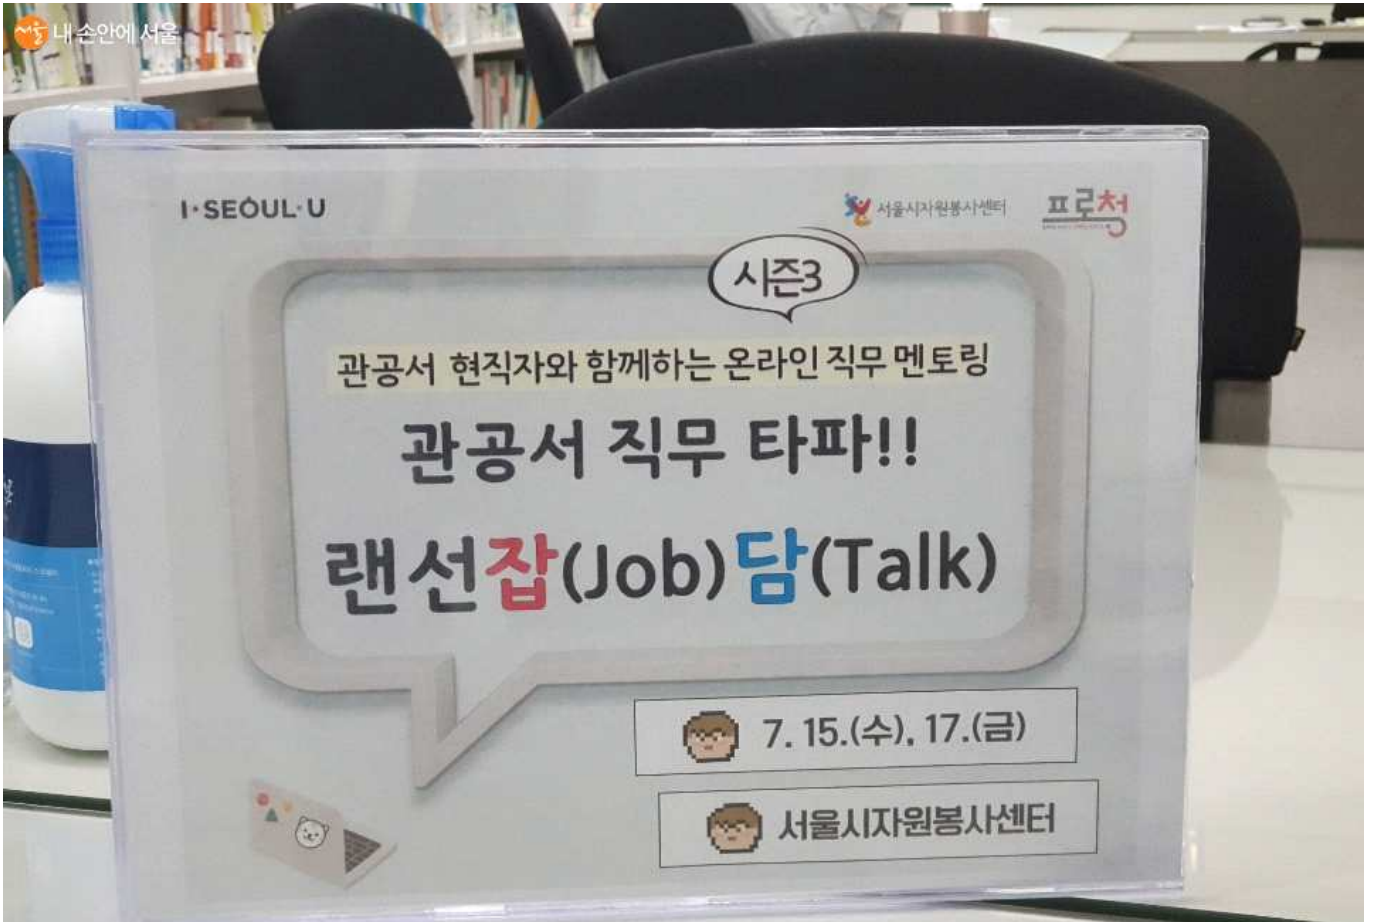 서울 내 손안에 서울
I·SEOUL·U
서울시자원봉사센터
프로청
시즌3
관공서 현직자와 함께하는 온라인 직무 멘토링
관공서 직무 타파!!
랜선잡(Job)담(Talk)
7. 15.(수), 17.(금)
서울시자원봉사센터